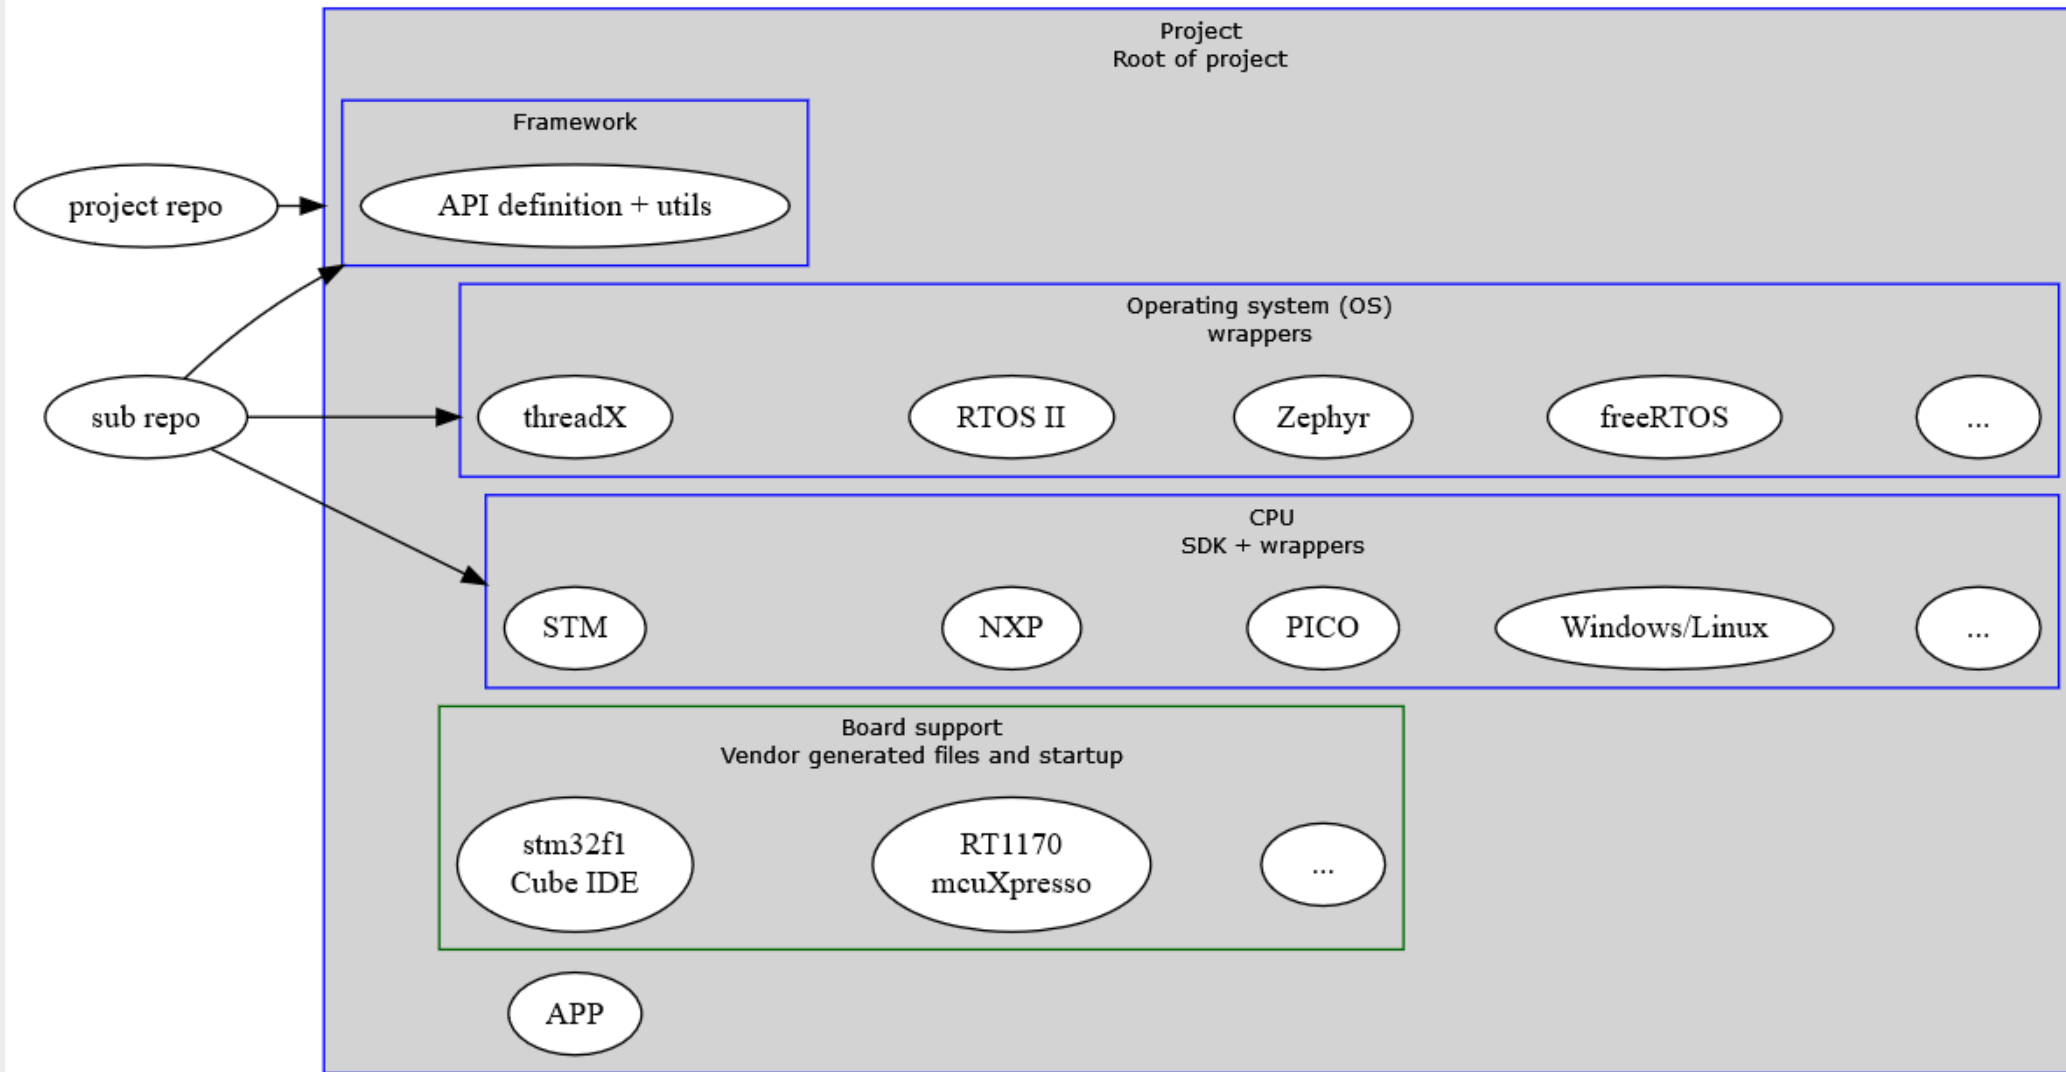 Project
Root of project
Framework
project repo
API definition + utils
Operating system (OS)
wrappers
sub repo
threadX
RTOS II
Zephyr
freeRTOS
...
CPU
SDK + wrappers
STM
NXP
PICO
Windows/Linux
...
Board support
Vendor generated files and startup
stm32f1
Cube IDE
RT1170
mcuXpresso
...
APP